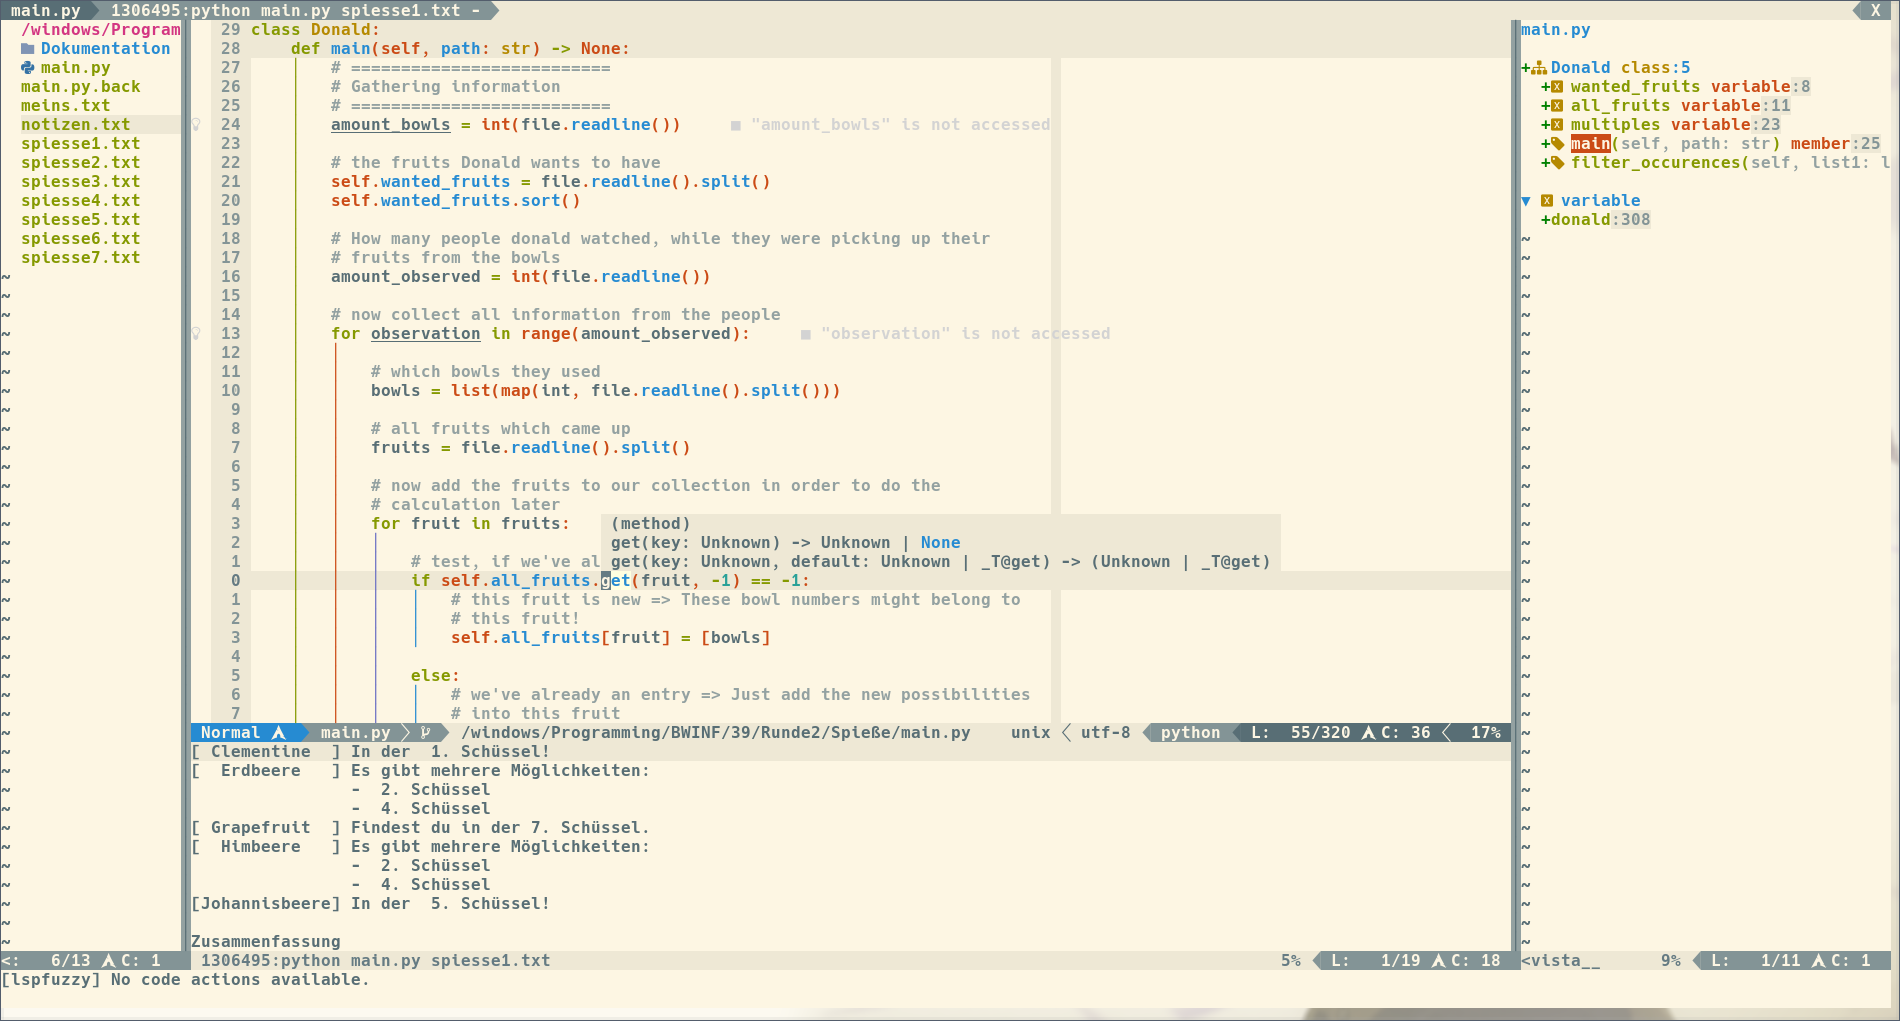 main.py 1306495:python main.py spiesse1.txt - X
/windows/Program
Dokumentation
main.py
main.py.back
meins.txt
notizen.txt
spiesse1.txt
spiesse2.txt
spiesse3.txt
spiesse4.txt
spiesse5.txt
spiesse6.txt
spiesse7.txt
29 class Donald:
28 def main(self, path: str) -> None:
27 # ==========================
26 # Gathering information
25 # ==========================
24 amount_bowls = int(file.readline()) ■ "amount_bowls" is not accessed
23
22 # the fruits Donald wants to have
21 self.wanted_fruits = file.readline().split()
20 self.wanted_fruits.sort()
19
18 # How many people donald watched, while they were picking up their
17 # fruits from the bowls
16 amount_observed = int(file.readline())
15
14 # now collect all information from the people
13 for observation in range(amount_observed): ■ "observation" is not accessed
12
11 # which bowls they used
10 bowls = list(map(int, file.readline().split()))
9
8 # all fruits which came up
7 fruits = file.readline().split()
6
5 # now add the fruits to our collection in order to do the
4 # calculation later
3 for fruit in fruits:
2
1 # test, if we've al
(method)
get(key: Unknown) -> Unknown | None
get(key: Unknown, default: Unknown | _T@get) -> (Unknown | _T@get)
0 if self.all_fruits.get(fruit, -1) == -1:
1 # this fruit is new => These bowl numbers might belong to
2 # this fruit!
3 self.all_fruits[fruit] = [bowls]
4
5 else:
6 # we've already an entry => Just add the new possibilities
7 # into this fruit
Normal main.py /windows/Programming/BWINF/39/Runde2/Spieße/main.py unix utf-8 python L: 55/320 C: 36 17%
[ Clementine ] In der 1. Schüssel!
[ Erdbeere ] Es gibt mehrere Möglichkeiten:
- 2. Schüssel
- 4. Schüssel
[ Grapefruit ] Findest du in der 7. Schüssel.
[ Himbeere ] Es gibt mehrere Möglichkeiten:
- 2. Schüssel
- 4. Schüssel
[Johannisbeere] In der 5. Schüssel!
Zusammenfassung
main.py
+ Donald class:5
+ wanted_fruits variable:8
+ all_fruits variable:11
+ multiples variable:23
+ main(self, path: str) member:25
+ filter_occurences(self, list1: l
▼ variable
+donald:308
<: 6/13 C: 1 1306495:python main.py spiesse1.txt 5% L: 1/19 C: 18 <vista__ 9% L: 1/11 C: 1
[lspfuzzy] No code actions available.